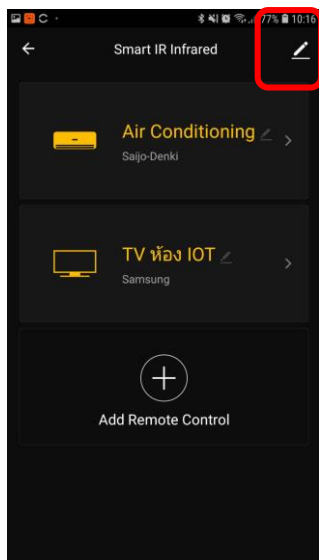 77% 10:16
Smart IR Infrared
Air Conditioning
Saijo-Denki
TV ห้อง IOT
Samsung
Add Remote Control